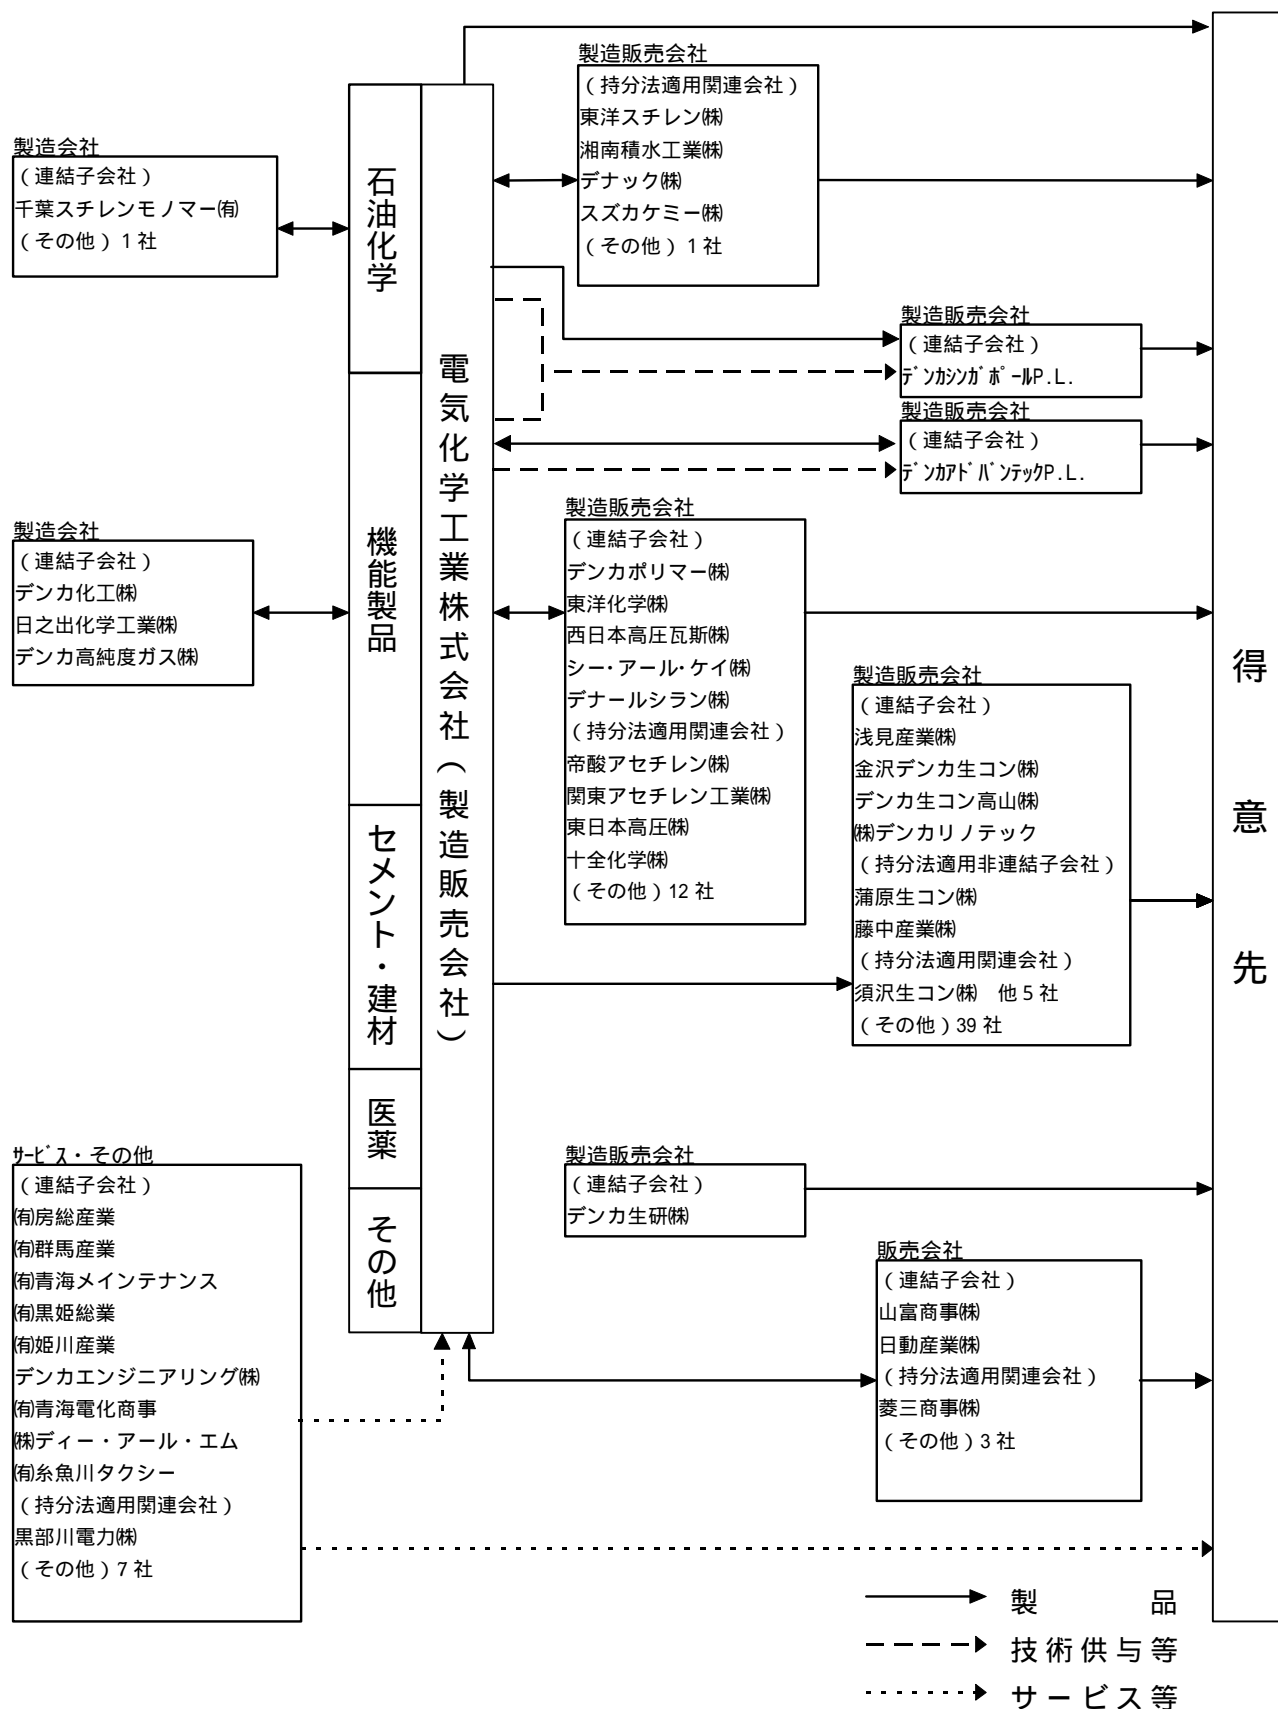 製造会社
（連結子会社）
千葉スチレンモノマー㈲
（その他）1社
製造会社
（連結子会社）
デンカ化工㈱
日之出化学工業㈱
デンカ高純度ガス㈱
サービス・その他
（連結子会社）
㈲房総産業
㈲群馬産業
㈲青海メインテナンス
㈲黒姫総業
㈲姫川産業
デンカエンジニアリング㈱
㈲青海電化商事
㈱ディー・アール・エム
㈲糸魚川タクシー
（持分法適用関連会社）
黒部川電力㈱
（その他）7社
石油化学
機能製品
セメント・建材
医薬
その他
電気化学工業株式会社（製造販売会社）
製造販売会社
（持分法適用関連会社）
東洋スチレン㈱
湘南積水工業㈱
デナック㈱
スズカケミー㈱
（その他）1社
製造販売会社
（連結子会社）
デンカシンガポールP.L.
製造販売会社
（連結子会社）
デンカアドバンテックP.L.
製造販売会社
（連結子会社）
デンカポリマー㈱
東洋化学㈱
西日本高圧瓦斯㈱
シー・アール・ケイ㈱
デナールシラン㈱
（持分法適用関連会社）
帝酸アセチレン㈱
関東アセチレン工業㈱
東日本高圧㈱
十全化学㈱
（その他）12社
製造販売会社
（連結子会社）
浅見産業㈱
金沢デンカ生コン㈱
デンカ生コン高山㈱
㈱デンカリノテック
（持分法適用非連結子会社）
蒲原生コン㈱
藤中産業㈱
（持分法適用関連会社）
須沢生コン㈱　他5社
（その他）39社
製造販売会社
（連結子会社）
デンカ生研㈱
販売会社
（連結子会社）
山富商事㈱
日動産業㈱
（持分法適用関連会社）
菱三商事㈱
（その他）3社
得意先
製品
技術供与等
サービス等